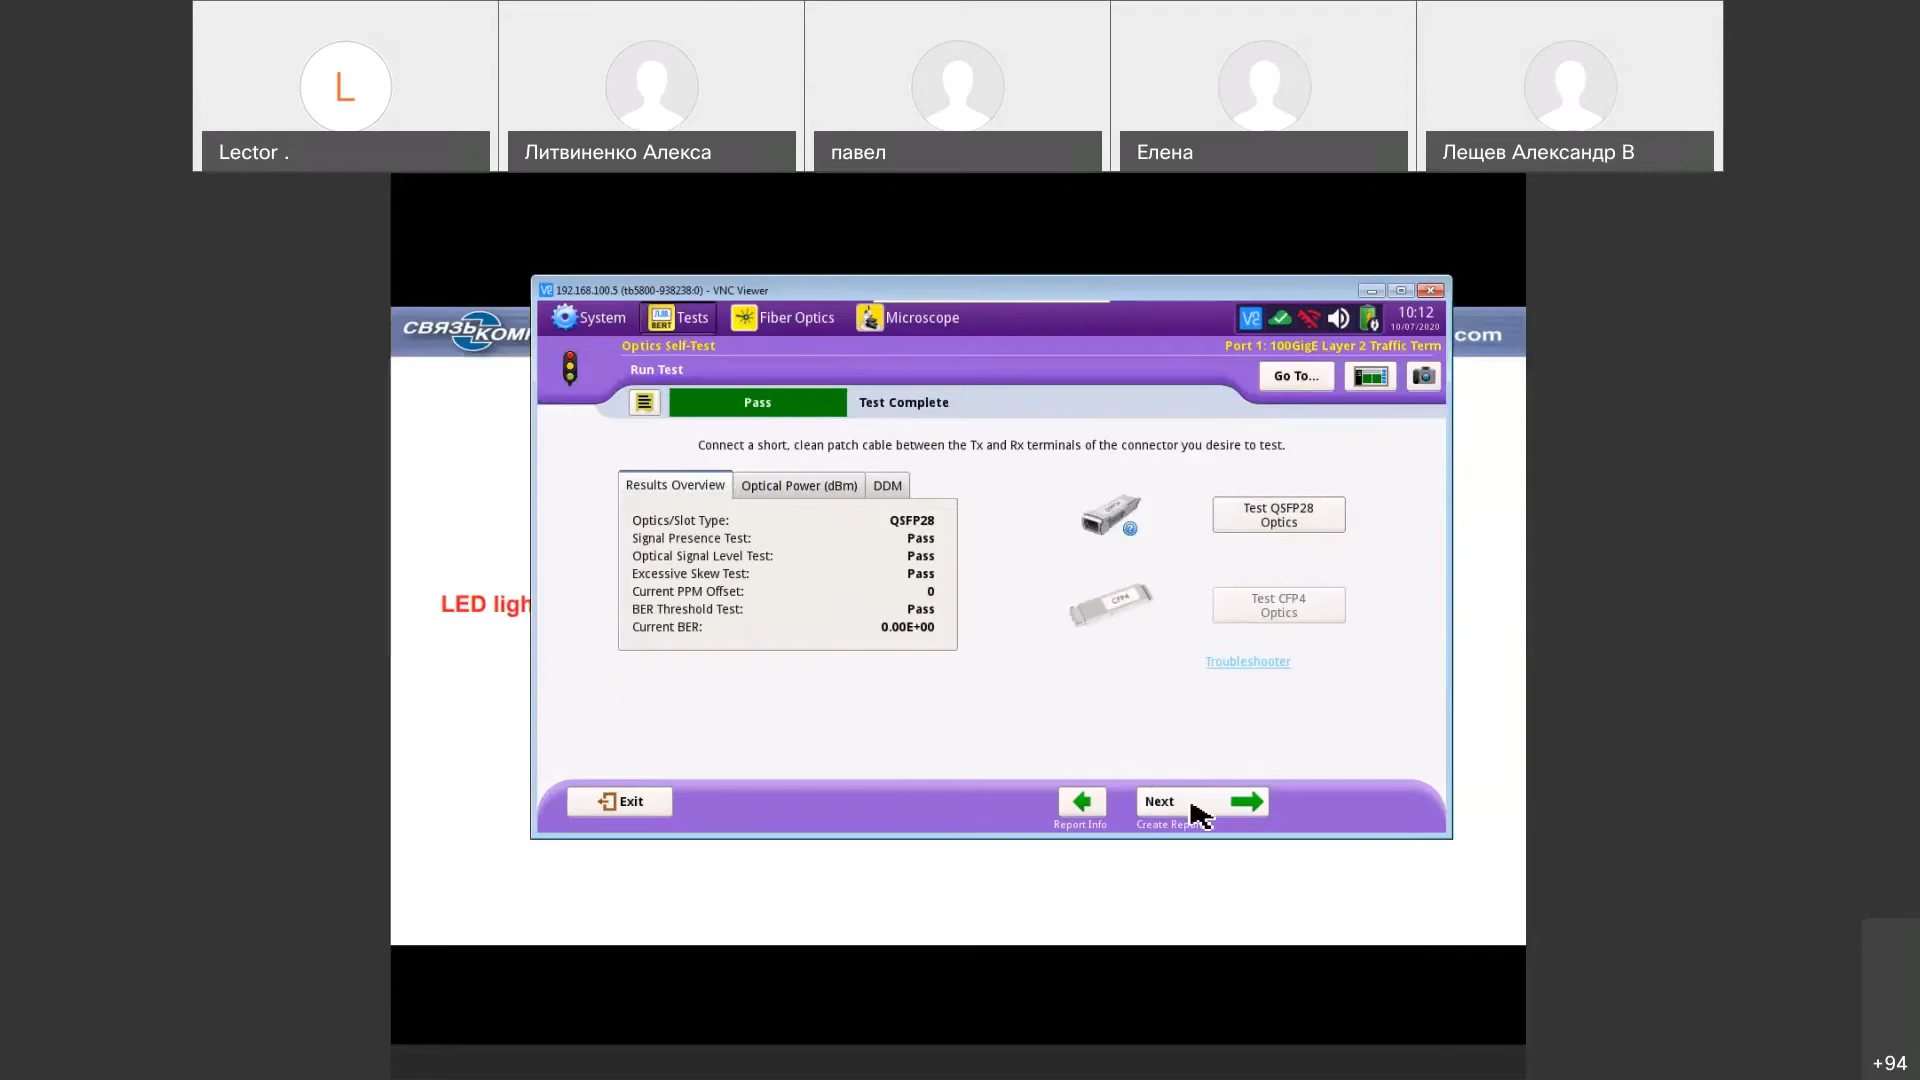 L
Lector .
Литвиненко Алекса
павел
Елена
Лещев Александр В
192.168.100.5 (tb5800-938238:0) - VNC Viewer
System
BERT
Tests
Fiber Optics
Microscope
10:12
10/07/2020
СВЯЗЬ
com
Optics Self-Test
Port 1: 100GigE Layer 2 Traffic Term
Run Test
Go To...
Pass
Test Complete
Connect a short, clean patch cable between the Tx and Rx terminals of the connector you desire to test.
Results Overview
Optical Power (dBm)
DDM
Optics/Slot Type: QSFP28
Signal Presence Test: Pass
Optical Signal Level Test: Pass
Excessive Skew Test: Pass
Current PPM Offset: 0
BER Threshold Test: Pass
Current BER: 0.00E+00
Test QSFP28
Optics
CFP4
Test CFP4
Optics
Troubleshooter
LED ligh
Exit
Report Info
Next
Create
+94